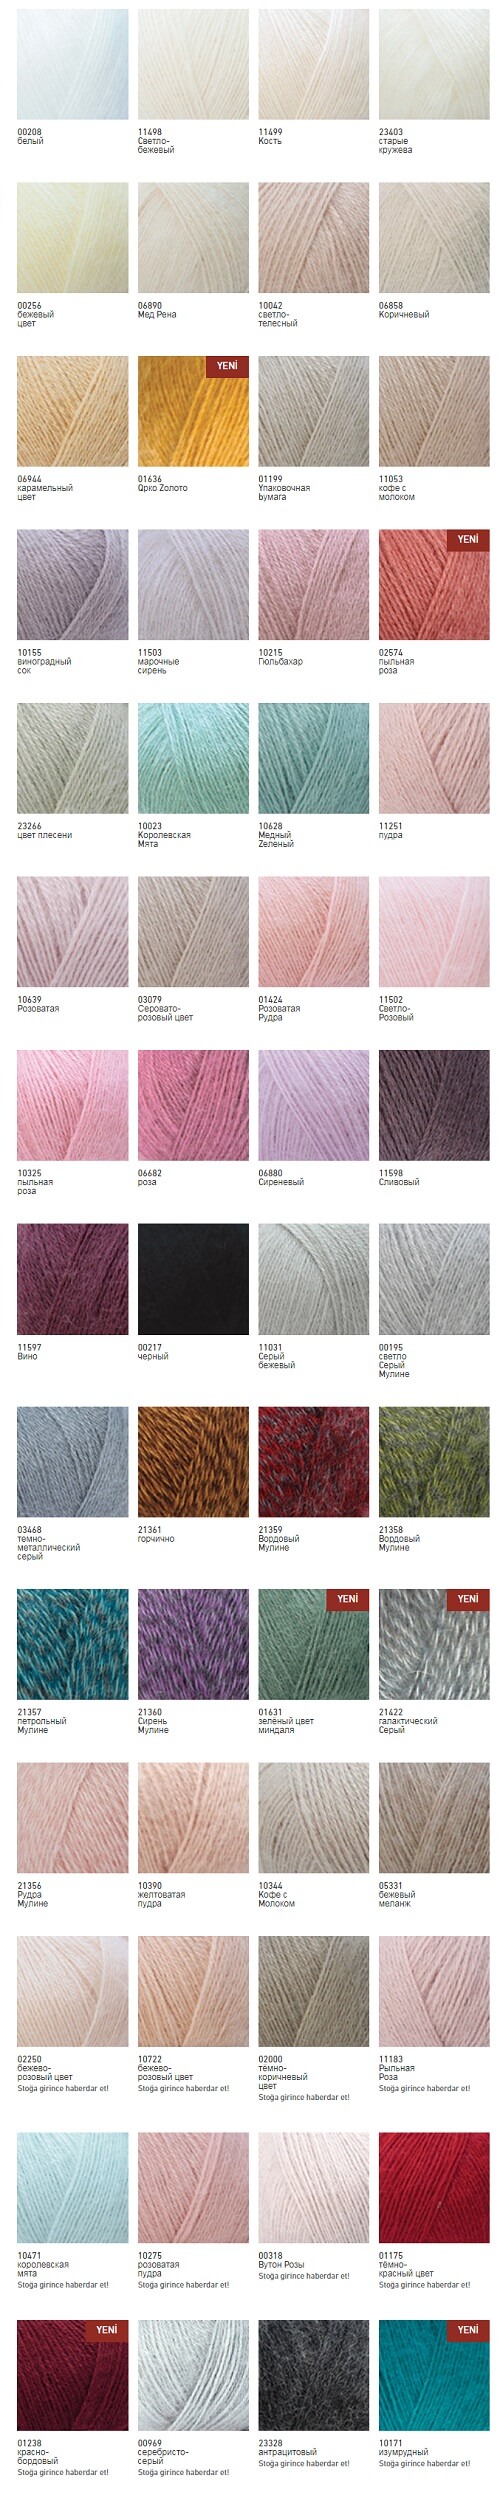 00208
белый
11498
Светло-
бежевый
11499
Кость
23403
старые
кружева
00256
бежевый
цвет
06890
Мед Рена
10042
светло-
телесный
06858
Коричневый
YENİ
06944
карамельный
цвет
01636
Qрко Zолото
01199
Упаковочная
bумага
11053
кофе с
молоком
YENİ
10155
виноградный
сок
11503
марочные
сирень
10215
Гюльбахар
02574
пыльная
роза
23266
цвет плесени
10023
Королевская
Мята
10628
Медный
Zеленый
11251
пудра
10639
Розоватая
03079
Серовато-
розовый цвет
01424
Розоватая
Рудра
11502
Светло-
Розовый
10325
пыльная
роза
06682
роза
06880
Сиреневый
11598
Сливовый
11597
Вино
00217
черный
11031
Серый
бежевый
00195
светло
Серый
Мулине
03468
темно-
металлический
серый
21361
горчично
21359
Вордовый
Мулине
21358
Вордовый
Мулине
YENİ
YENİ
21357
петрольный
Мулине
21360
Сирень
Мулине
01631
зелёный цвет
миндаля
21422
галактический
Серый
21356
Рудра
Мулине
10390
желтоватая
пудра
10344
Кофе с
Молоком
05331
бежевый
меланж
02250
бежево-
розовый цвет
Stoğa girince haberdar et!
10722
бежево-
розовый цвет
Stoğa girince haberdar et!
02000
тёмно-
коричневый
цвет
Stoğa girince haberdar et!
11183
Рыльная
Роза
Stoğa girince haberdar et!
10471
королевская
мята
Stoğa girince haberdar et!
10275
розоватая
пудра
Stoğa girince haberdar et!
00318
Вутон Розы
Stoğa girince haberdar et!
01175
тёмно-
красный цвет
Stoğa girince haberdar et!
YENİ
YENİ
01238
красно-
бордовый
Stoğa girince haberdar et!
00969
серебристо-
серый
Stoğa girince haberdar et!
23328
антрацитовый
Stoğa girince haberdar et!
10171
изумрудный
Stoğa girince haberdar et!